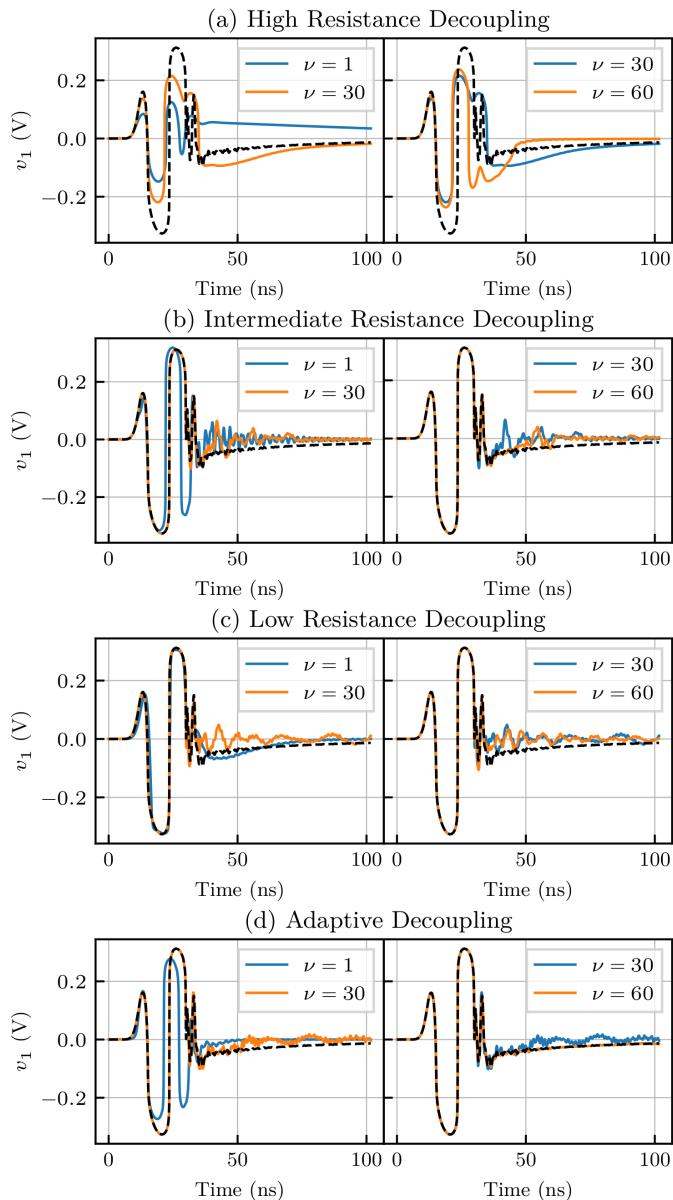 (a) High Resistance Decoupling
v₁ (V)
0.2
0.0
−0.2
ν = 1
ν = 30
ν = 30
ν = 60
0 50 100 0 50 100
Time (ns) Time (ns)
(b) Intermediate Resistance Decoupling
v₁ (V)
0.2
0.0
−0.2
ν = 1
ν = 30
ν = 30
ν = 60
0 50 100 0 50 100
Time (ns) Time (ns)
(c) Low Resistance Decoupling
v₁ (V)
0.2
0.0
−0.2
ν = 1
ν = 30
ν = 30
ν = 60
0 50 100 0 50 100
Time (ns) Time (ns)
(d) Adaptive Decoupling
v₁ (V)
0.2
0.0
−0.2
ν = 1
ν = 30
ν = 30
ν = 60
0 50 100 0 50 100
Time (ns) Time (ns)